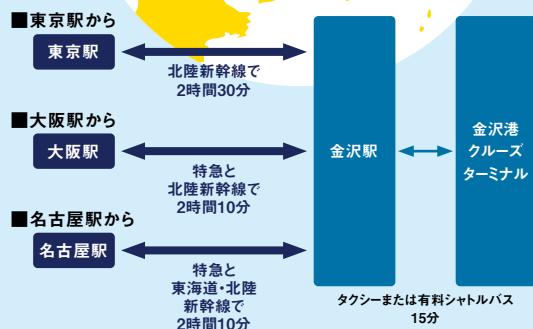 ■東京駅から
東京駅
北陸新幹線で
2時間30分
■大阪駅から
大阪駅
特急と
北陸新幹線で
2時間10分
■名古屋駅から
名古屋駅
特急と
東海道・北陸
新幹線で
2時間10分
金沢駅
金沢港
クルーズ
ターミナル
タクシーまたは有料シャトルバス
15分